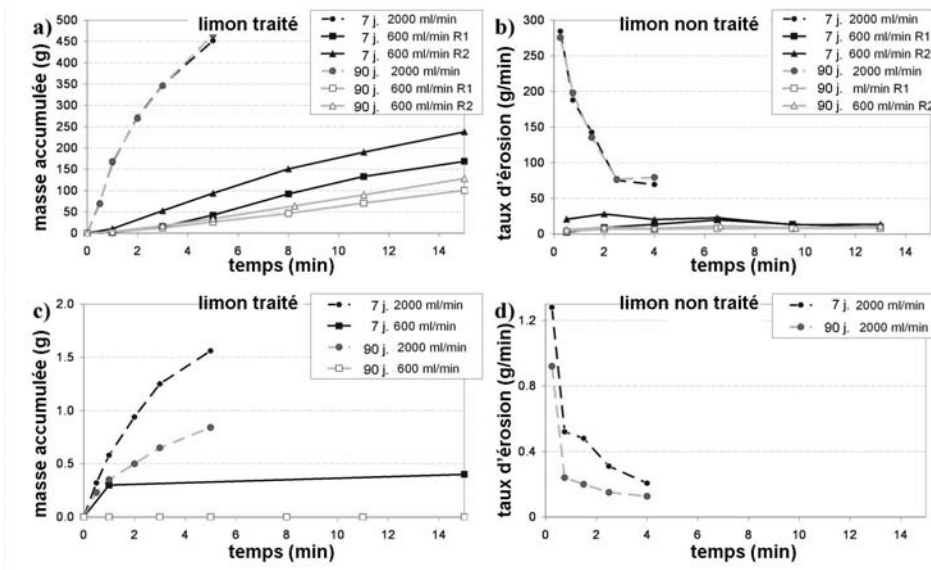 a)
limon traité
masse accumulée (g)
500
450
400
350
300
250
200
150
100
50
0
0 2 4 6 8 10 12 14
temps (min)
7 j. 2000 ml/min
7 j. 600 ml/min R1
7 j. 600 ml/min R2
90 j. 2000 ml/min
90 j. 600 ml/min R1
90 j. 600 ml/min R2
b)
limon non traité
taux d'érosion (g/min)
300
250
200
150
100
50
0
0 2 4 6 8 10 12 14
temps (min)
7 j. 2000 ml/min
7 j. 600 ml/min R1
7 j. 600 ml/min R2
90 j. 2000 ml/min
90 j. ml/min R1
90 j. 600 ml/min R2
c)
limon traité
masse accumulée (g)
2.0
1.5
1.0
0.5
0.0
0 2 4 6 8 10 12 14
temps (min)
7 j. 2000 ml/min
7 j. 600 ml/min
90 j. 2000 ml/min
90 j. 600 ml/min
d)
limon non traité
taux d'érosion (g/min)
1.2
0.8
0.4
0
0 2 4 6 8 10 12 14
temps (min)
7 j. 2000 ml/min
90 j. 2000 ml/min